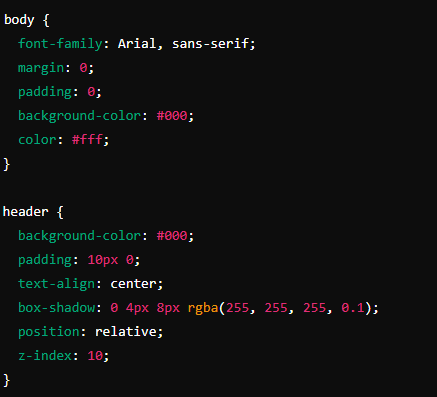 body {
  font-family: Arial, sans-serif;
  margin: 0;
  padding: 0;
  background-color: #000;
  color: #fff;
}

header {
  background-color: #000;
  padding: 10px 0;
  text-align: center;
  box-shadow: 0 4px 8px rgba(255, 255, 255, 0.1);
  position: relative;
  z-index: 10;
}